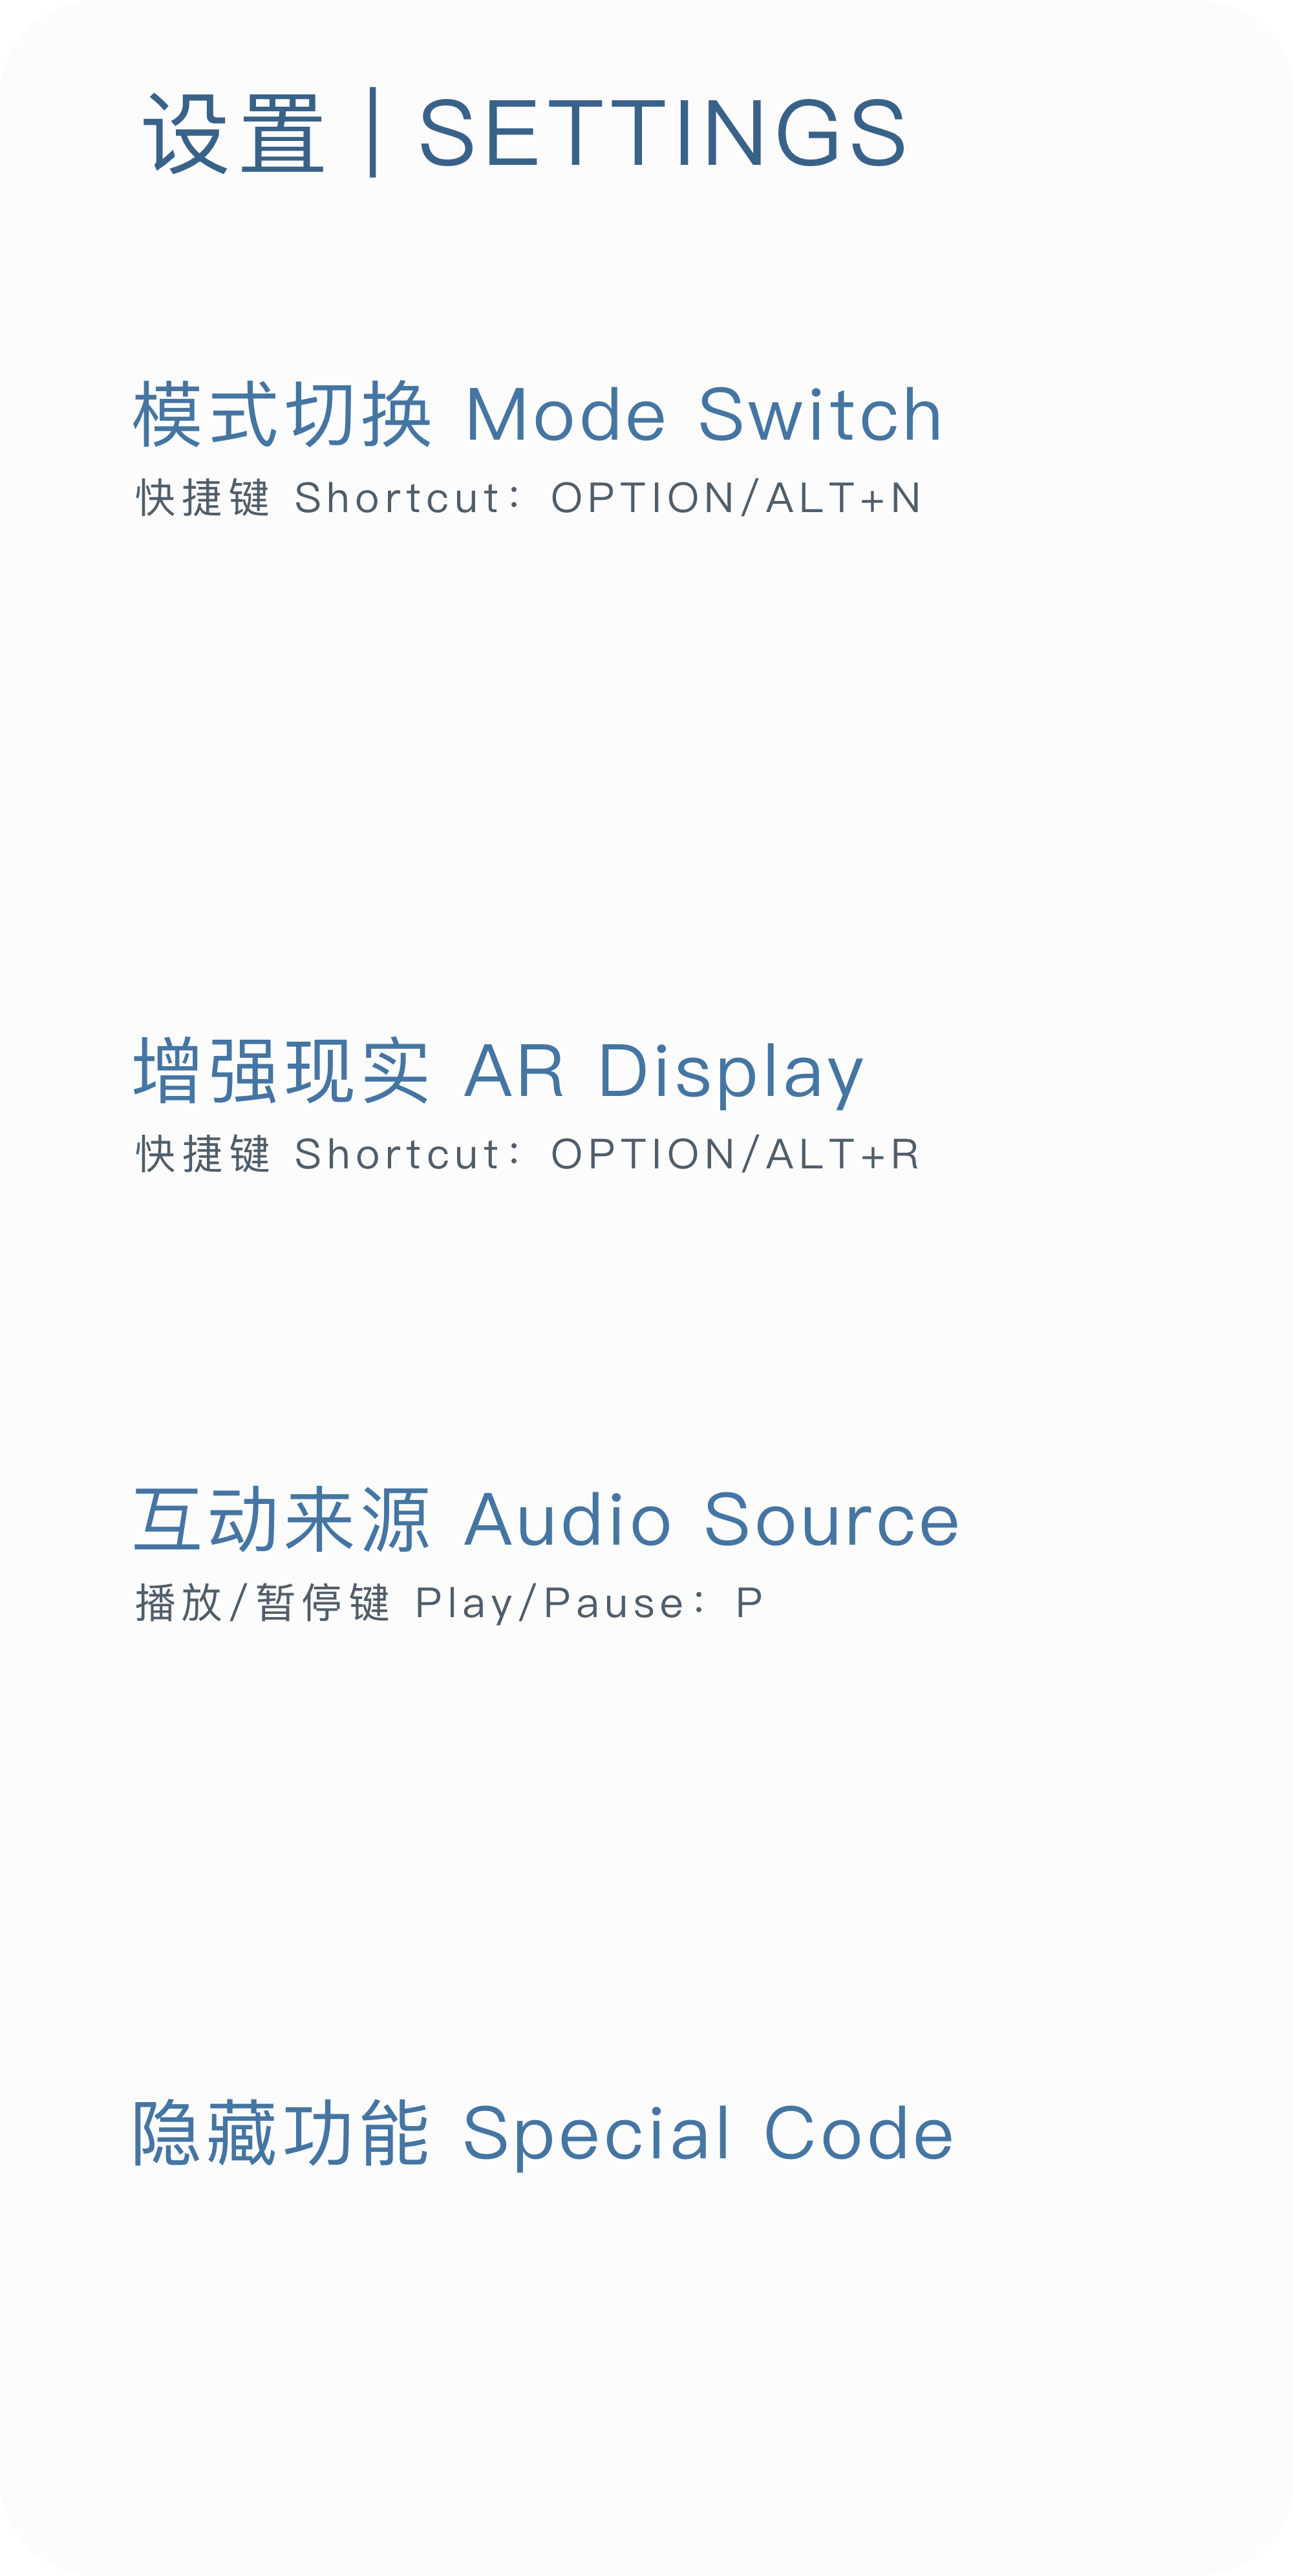 设置｜SETTINGS
模式切换 Mode Switch
快捷键 Shortcut：OPTION/ALT+N
增强现实 AR Display
快捷键 Shortcut：OPTION/ALT+R
互动来源 Audio Source
播放/暂停键 Play/Pause：P
隐藏功能 Special Code